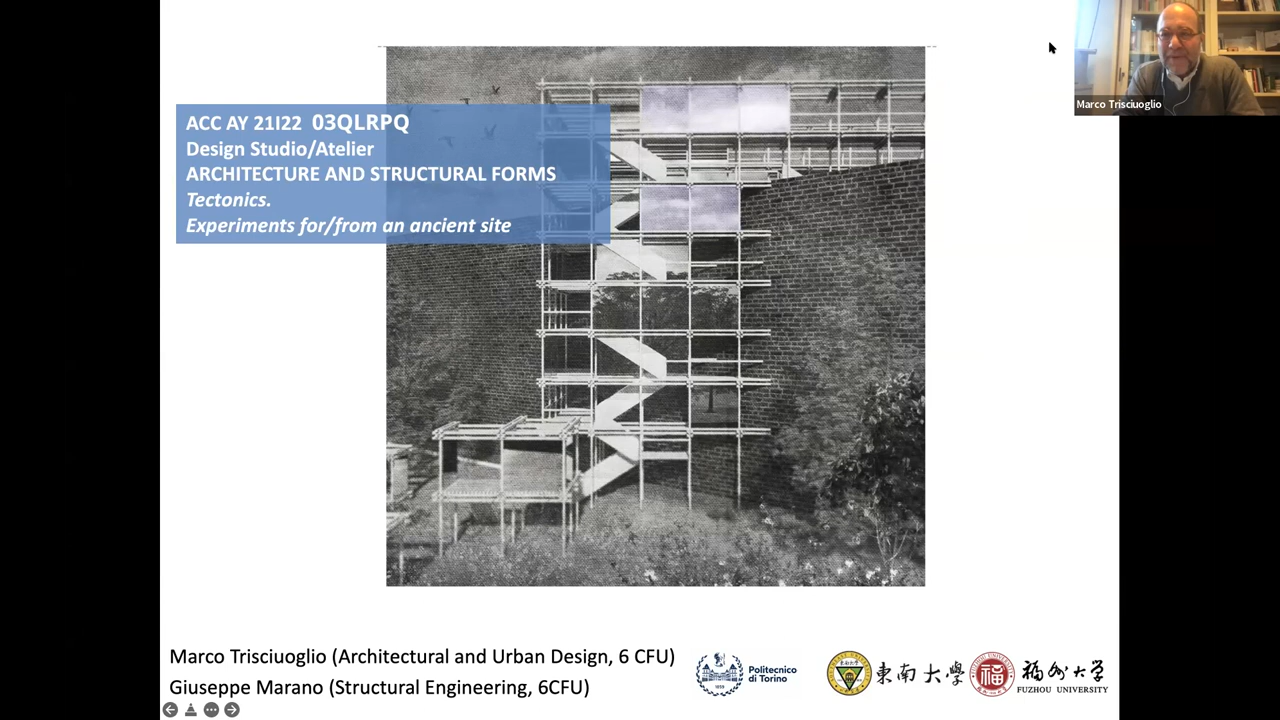 Marco Trisciuoglio
ACC AY 21I22 03QLRPQ
Design Studio/Atelier
ARCHITECTURE AND STRUCTURAL FORMS
Tectonics.
Experiments for/from an ancient site
Marco Trisciuoglio (Architectural and Urban Design, 6 CFU)
Giuseppe Marano (Structural Engineering, 6CFU)
Politecnico
di Torino
東南大學
福州大学
FUZHOU UNIVERSITY